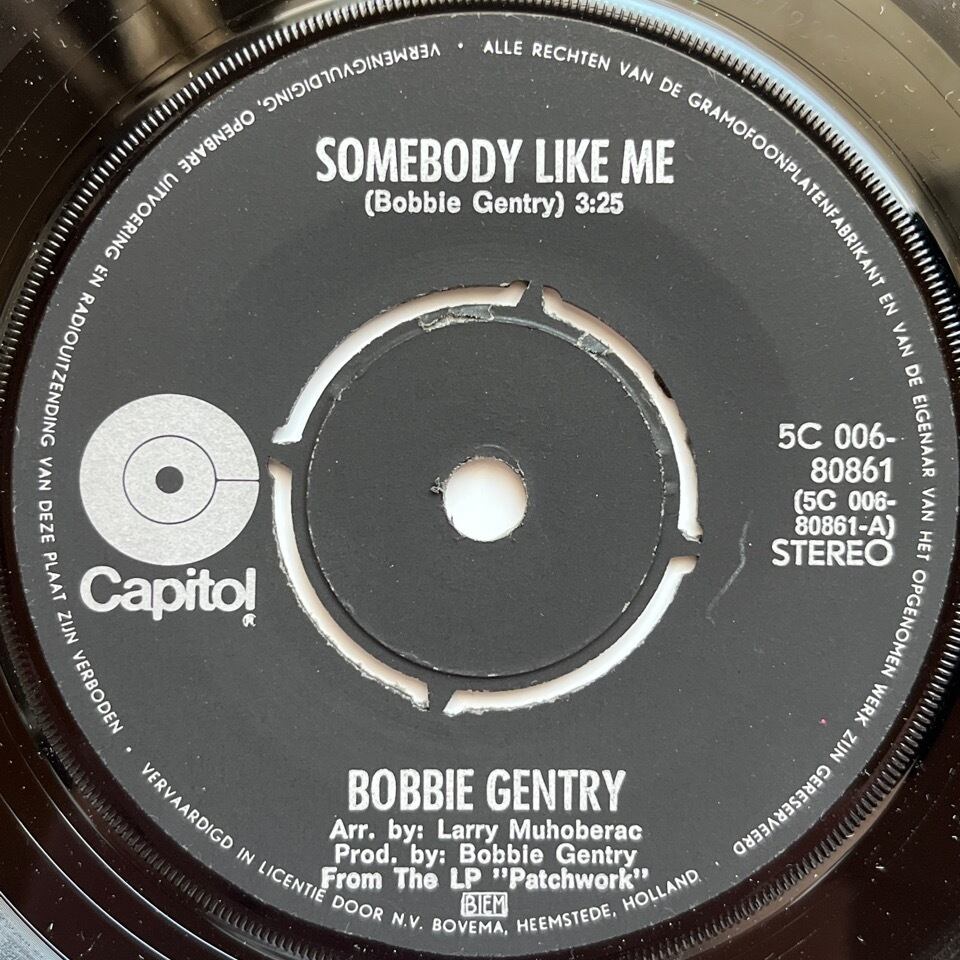 SOMEBODY LIKE ME
(Bobbie Gentry) 3:25
Capitol
®
5C 006-
80861
(5C 006-
80861-A)
STEREO
BOBBIE GENTRY
Arr. by: Larry Muhoberac
Prod. by: Bobbie Gentry
From The LP "Patchwork"
BIEM
ALLE RECHTEN VAN DE GRAMOFOONPLATENFABRIKANT EN VAN DE EIGENAAR VAN HET OPGENOMEN WERK ZIJN GERESERVEERD
VERMENIGVULDIGING, OPENBARE UITVOERING EN RADIOUITZENDING VAN DEZE PLAAT ZIJN VERBODEN •
VERVAARDIGD IN LICENTIE DOOR N.V. BOVEMA, HEEMSTEDE, HOLLAND.